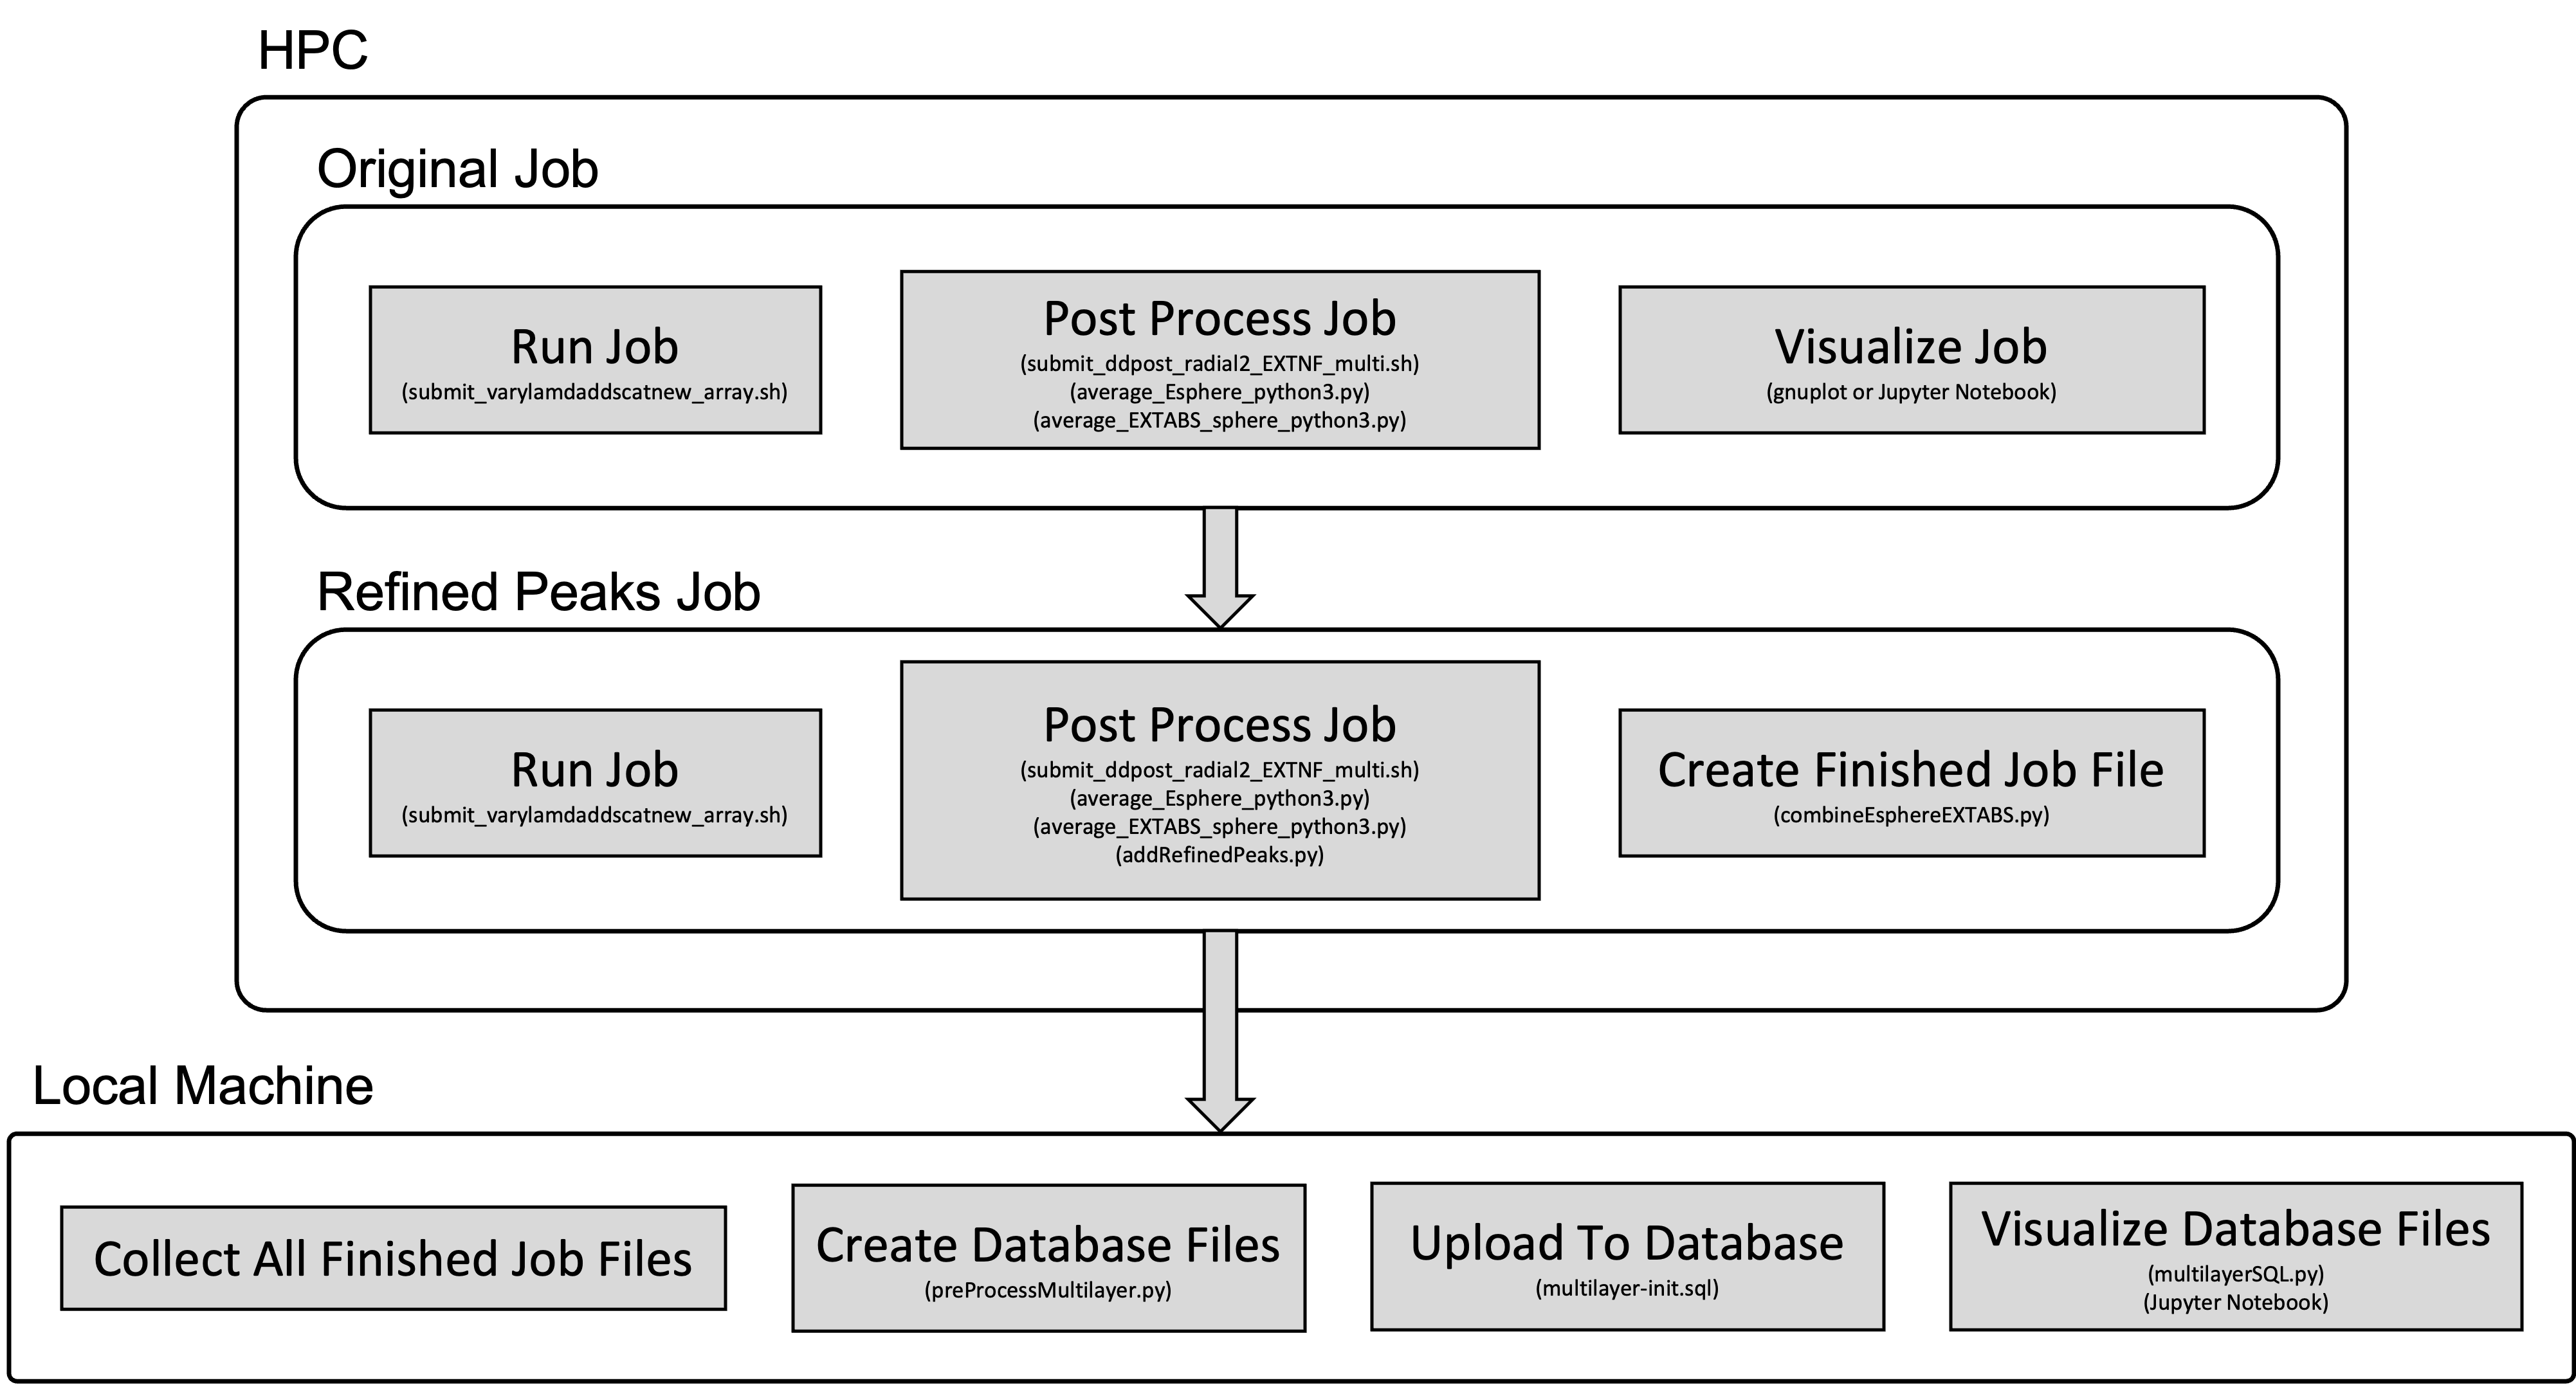 HPC
Original Job
Run Job
(submit_varylamdaddscatnew_array.sh)
Post Process Job
(submit_ddpost_radial2_EXTNF_multi.sh)
(average_Esphere_python3.py)
(average_EXTABS_sphere_python3.py)
Visualize Job
(gnuplot or Jupyter Notebook)
Refined Peaks Job
Run Job
(submit_varylamdaddscatnew_array.sh)
Post Process Job
(submit_ddpost_radial2_EXTNF_multi.sh)
(average_Esphere_python3.py)
(average_EXTABS_sphere_python3.py)
(addRefinedPeaks.py)
Create Finished Job File
(combineEsphereEXTABS.py)
Local Machine
Collect All Finished Job Files
Create Database Files
(preProcessMultilayer.py)
Upload To Database
(multilayer-init.sql)
Visualize Database Files
(multilayerSQL.py)
(Jupyter Notebook)